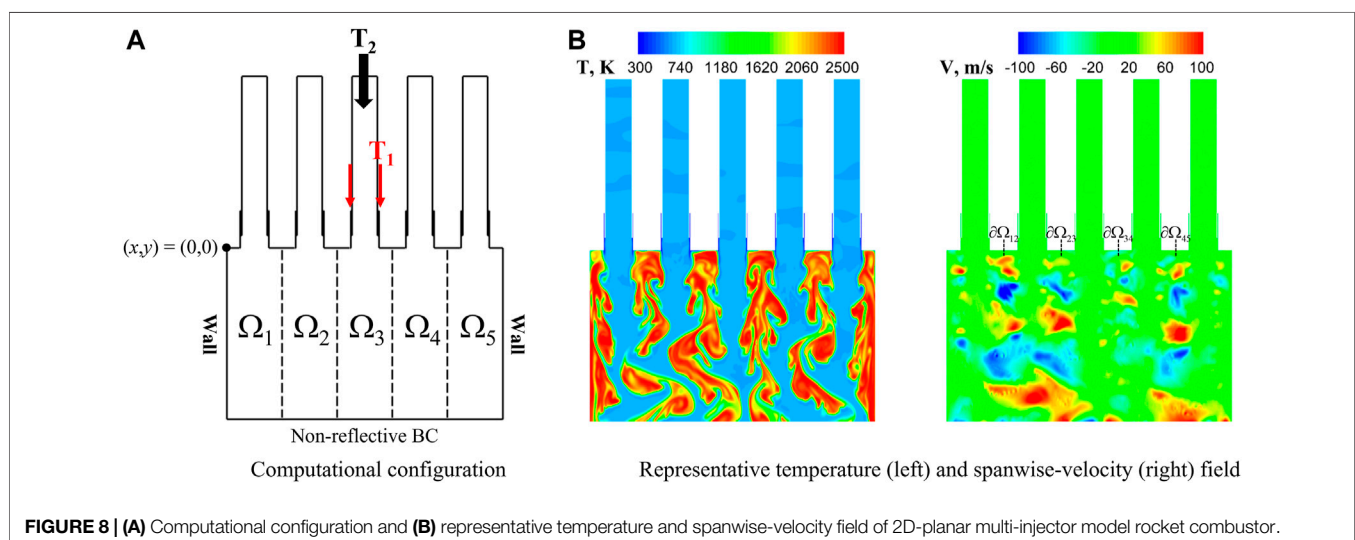 A
T₂
T₁
(x,y) = (0,0)
Wall
Ω₁
Ω₂
Ω₃
Ω₄
Ω₅
Wall
Non-reflective BC
Computational configuration
B
T, K 300 740 1180 1620 2060 2500
V, m/s -100 -60 -20 20 60 100
∂Ω₁₂
∂Ω₂₃
∂Ω₃₄
∂Ω₄₅
Representative temperature (left) and spanwise-velocity (right) field
FIGURE 8 | (A) Computational configuration and (B) representative temperature and spanwise-velocity field of 2D-planar multi-injector model rocket combustor.